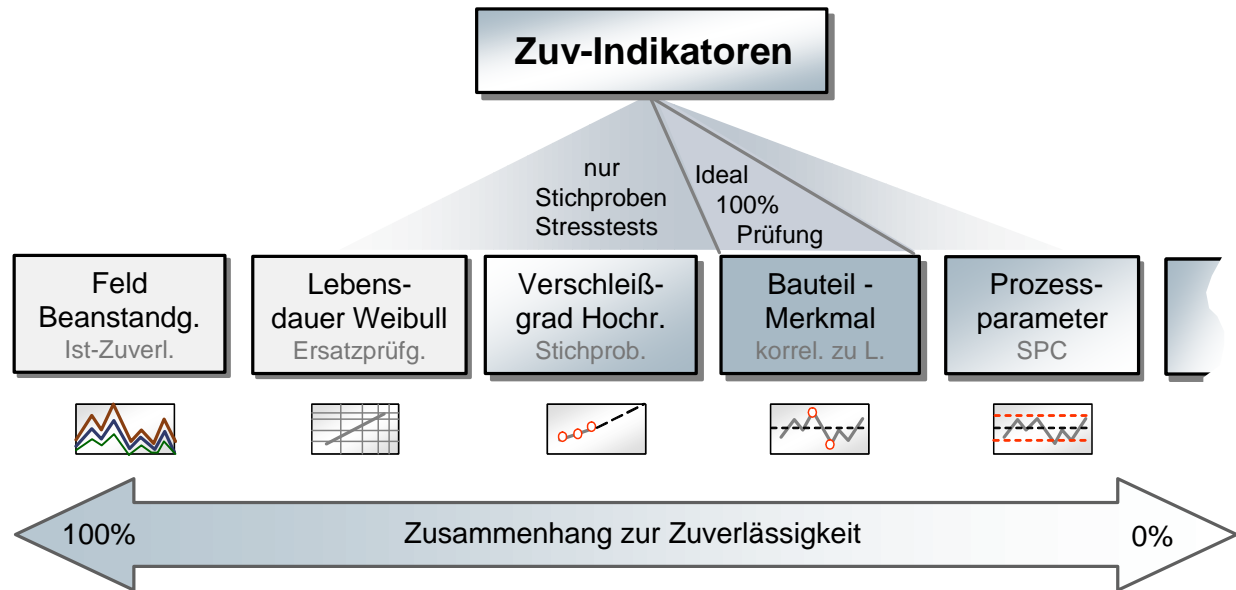 Zuv-Indikatoren
nur
Stichproben
Stresstests
Ideal
100%
Prüfung
Feld
Beanstandg.
Ist-Zuverl.
Lebens-
dauer Weibull
Ersatzprüfg.
Verschleiß-
grad Hochr.
Stichprob.
Bauteil -
Merkmal
korrel. zu L.
Prozess-
parameter
SPC
100%
Zusammenhang zur Zuverlässigkeit
0%